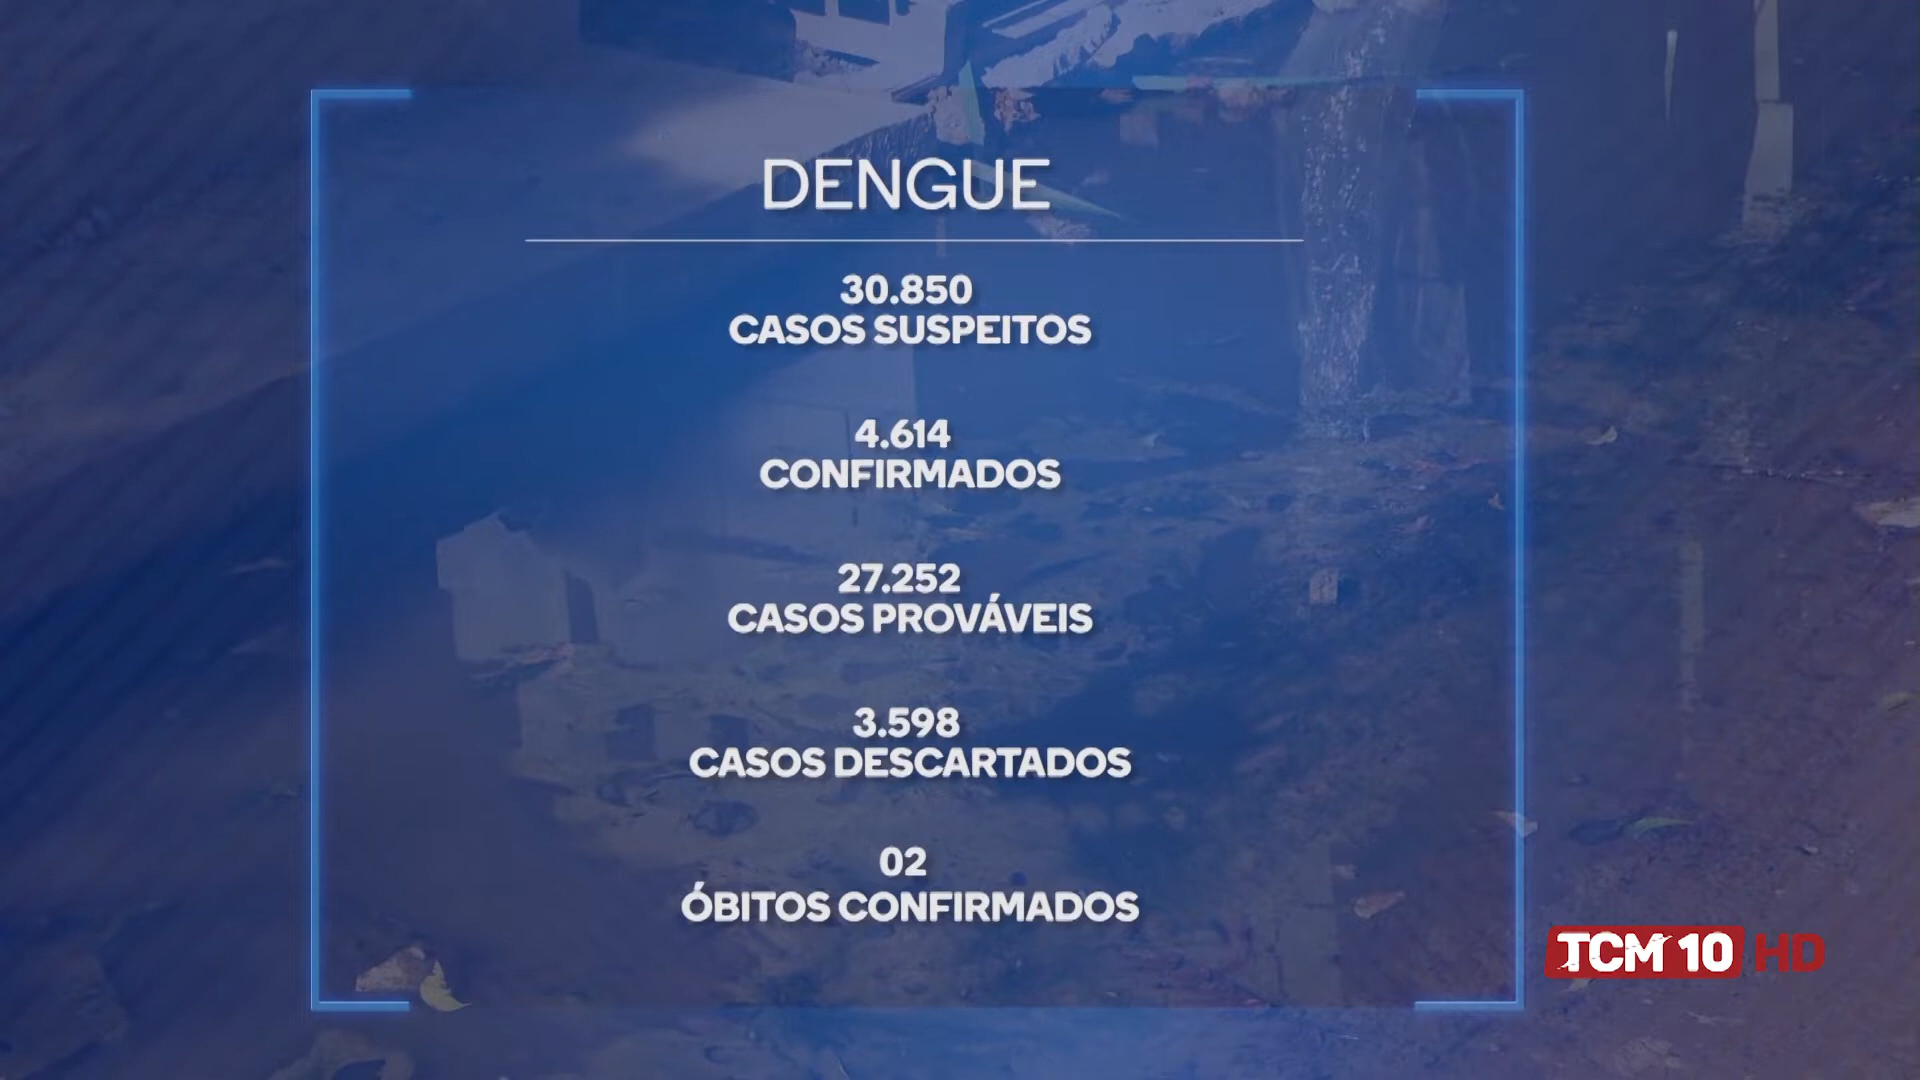 DENGUE
30.850
CASOS SUSPEITOS
4.614
CONFIRMADOS
27.252
CASOS PROVÁVEIS
3.598
CASOS DESCARTADOS
02
ÓBITOS CONFIRMADOS
TCM 10 HD